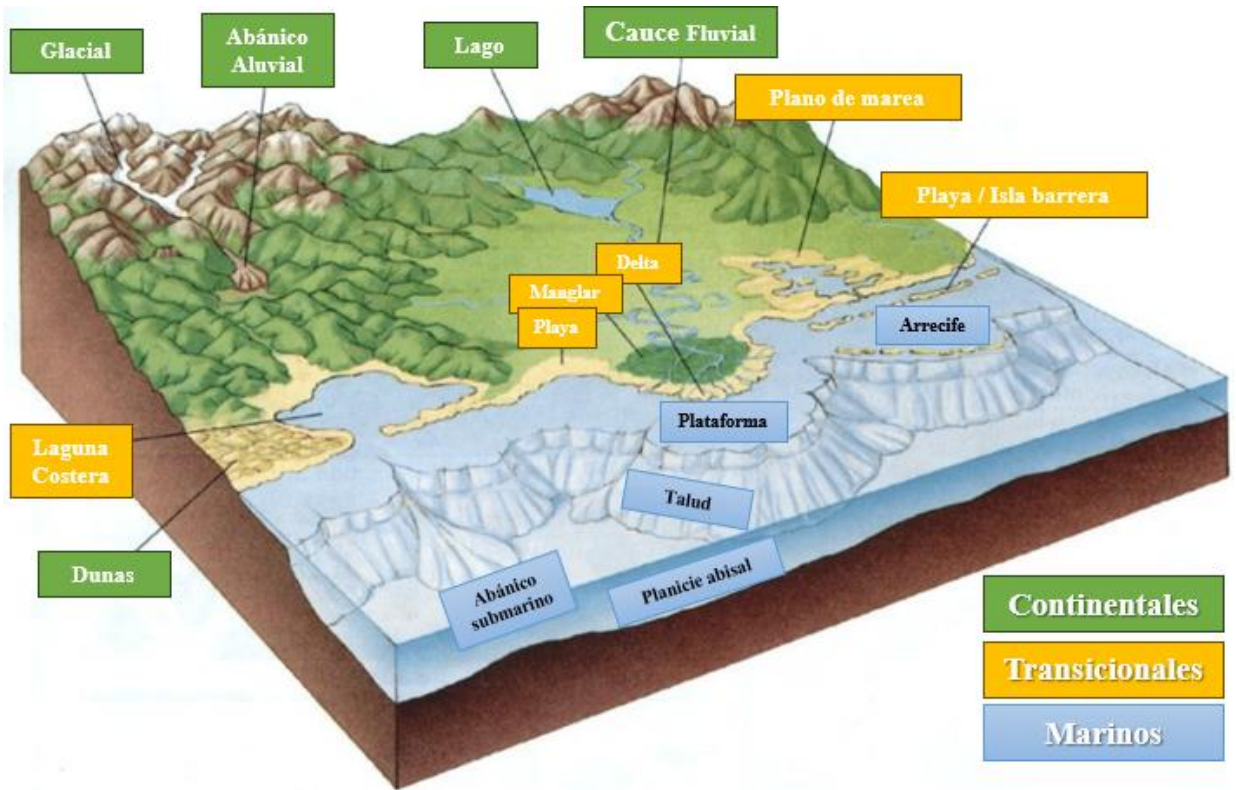 Glacial
Abánico
Aluvial
Lago
Cauce Fluvial
Plano de marea
Playa / Isla barrera
Delta
Manglar
Playa
Arrecife
Plataforma
Laguna
Costera
Talud
Dunas
Abánico
submarino
Planicie abisal
Continentales
Transicionales
Marinos